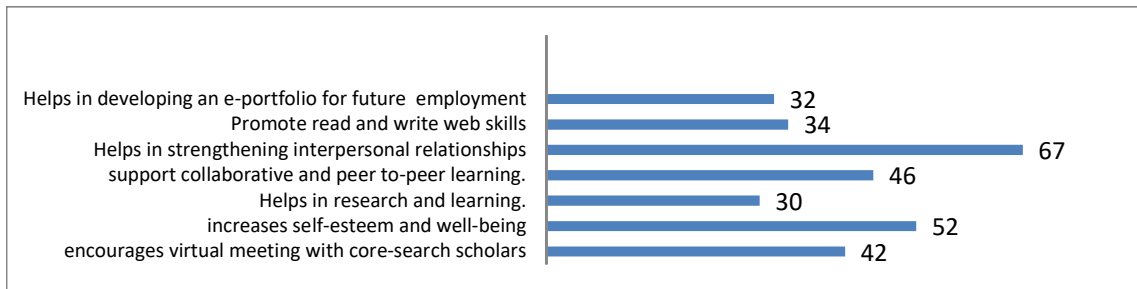 Helps in developing an e-portfolio for future employment 32
Promote read and write web skills 34
Helps in strengthening interpersonal relationships 67
support collaborative and peer to-peer learning. 46
Helps in research and learning. 30
increases self-esteem and well-being 52
encourages virtual meeting with core-search scholars 42